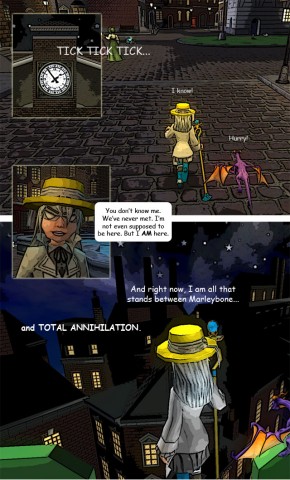 TICK TICK TICK...
I know!
Hurry!
You don't know me.
We've never met. I'm
not even supposed to
be here. But I AM here.
And right now, I am all that
stands between Marleybone...
and TOTAL ANNIHILATION.